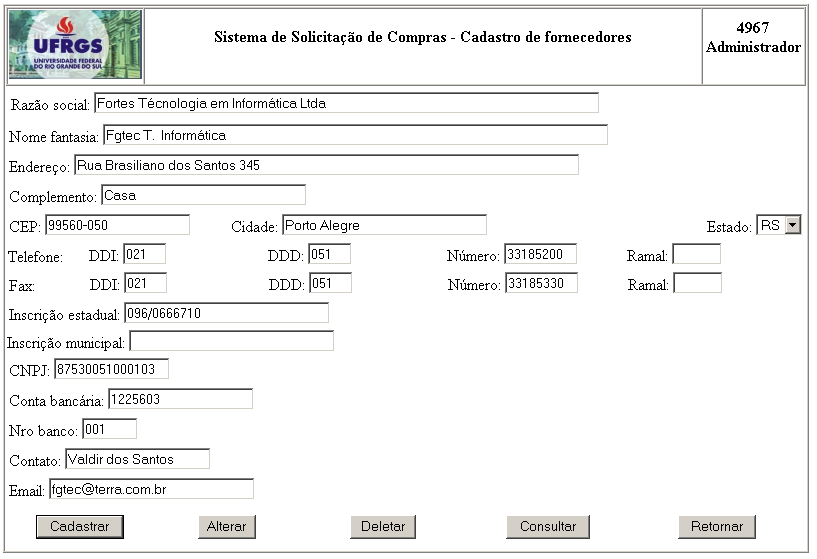 UFRGS
UNIVERSIDADE FEDERAL
DO RIO GRANDE DO SUL
Sistema de Solicitação de Compras - Cadastro de fornecedores
4967
Administrador
Razão social: Fortes Técnologia em Informática Ltda
Nome fantasia: Fgtec T. Informática
Endereço: Rua Brasiliano dos Santos 345
Complemento: Casa
CEP: 99560-050 Cidade: Porto Alegre Estado: RS
Telefone: DDI: 021 DDD: 051 Número: 33185200 Ramal:
Fax: DDI: 021 DDD: 051 Número: 33185330 Ramal:
Inscrição estadual: 096/0666710
Inscrição municipal:
CNPJ: 87530051000103
Conta bancária: 1225603
Nro banco: 001
Contato: Valdir dos Santos
Email: fgtec@terra.com.br
Cadastrar Alterar Deletar Consultar Retornar